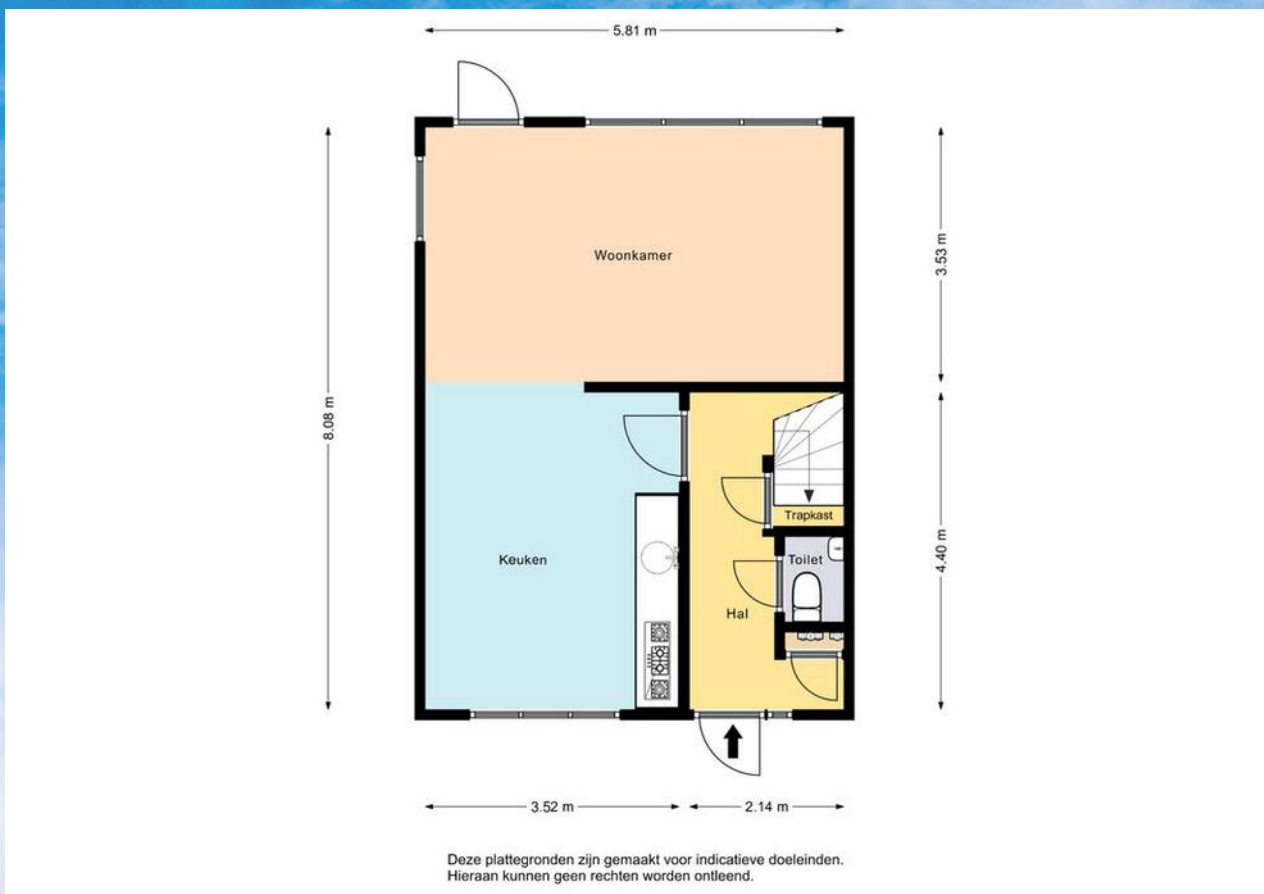 5.81 m
Woonkamer
3.53 m
8.08 m
Trapkast
Keuken
Toilet
4.40 m
Hal
3.52 m
2.14 m
Deze plattegronden zijn gemaakt voor indicatieve doeleinden.
Hieraan kunnen geen rechten worden ontleend.